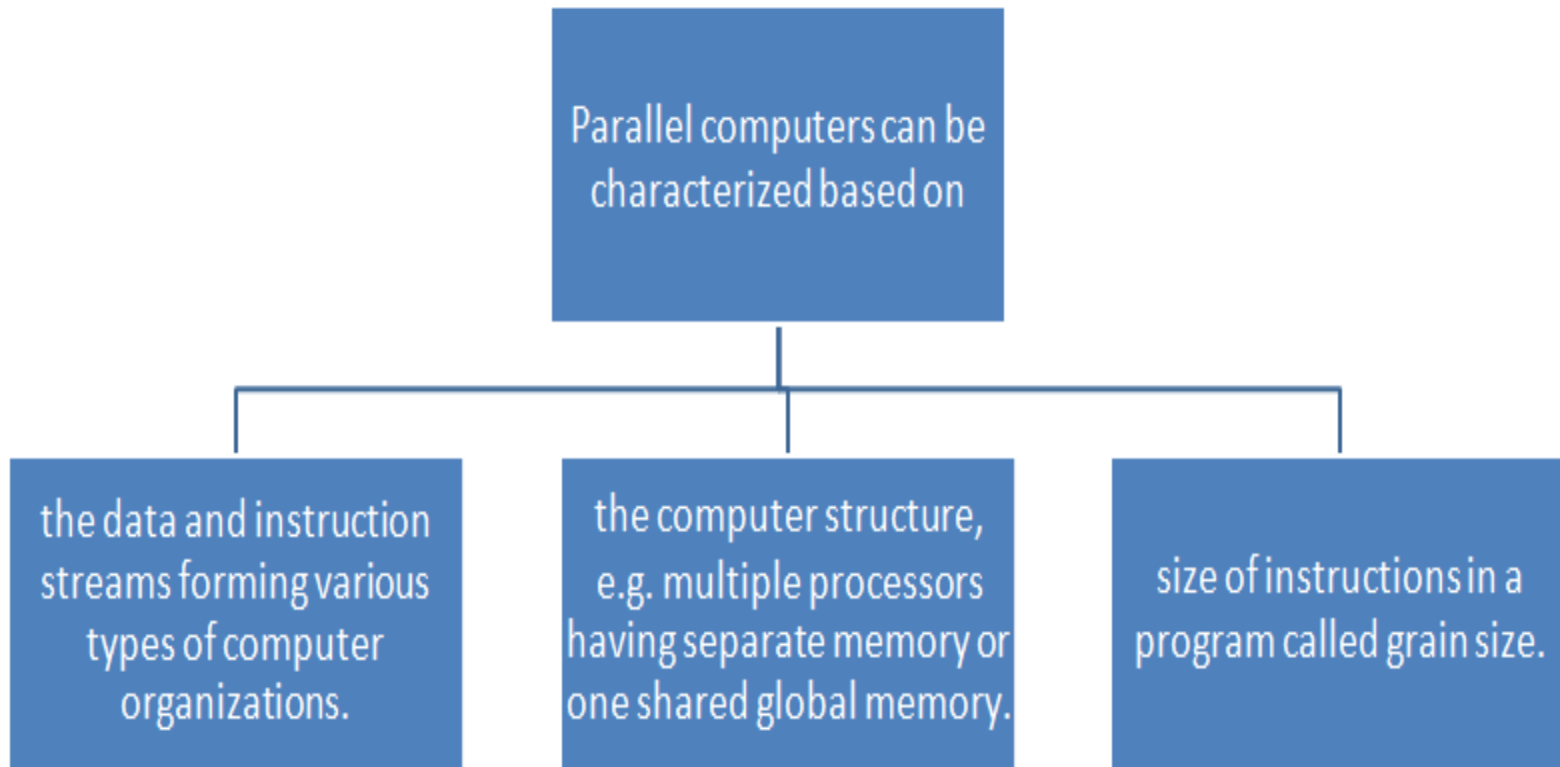 Parallel computers can be
characterized based on
the data and instruction
streams forming various
types of computer
organizations.
the computer structure,
e.g. multiple processors
having separate memory or
one shared global memory.
size of instructions in a
program called grain size.